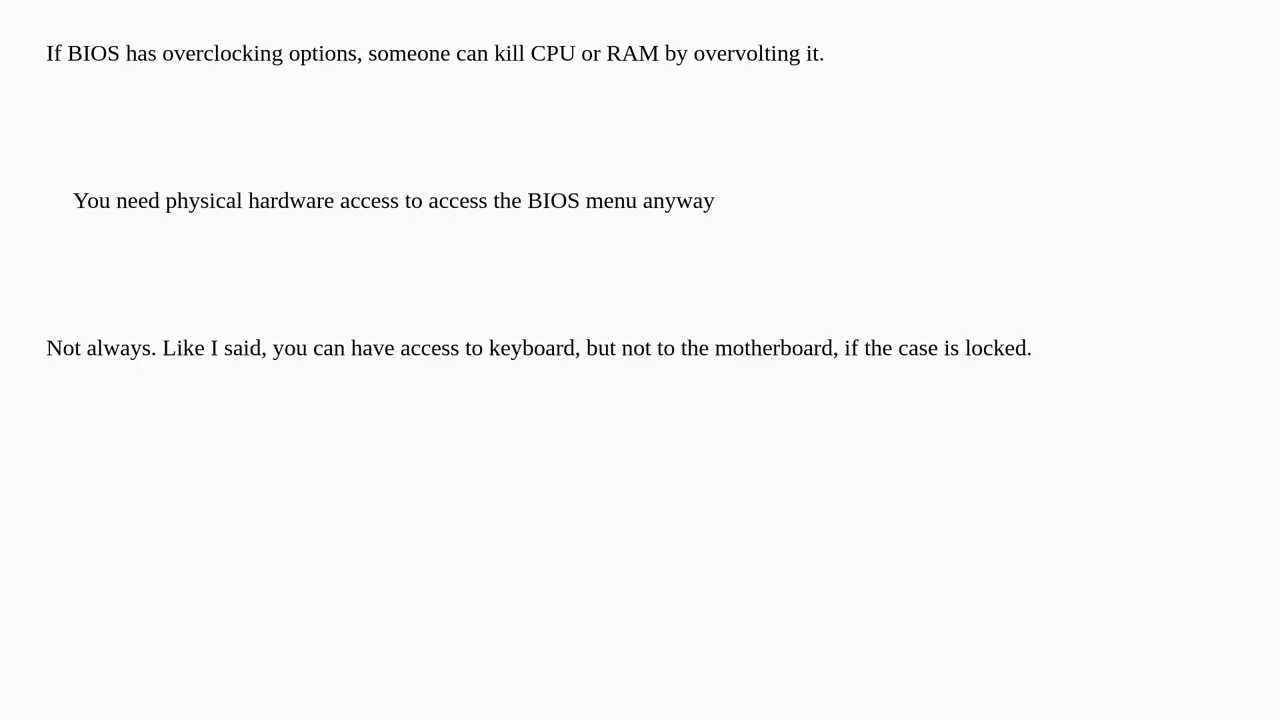 If BIOS has overclocking options, someone can kill CPU or RAM by overvolting it.
You need physical hardware access to access the BIOS menu anyway
Not always. Like I said, you can have access to keyboard, but not to the motherboard, if the case is locked.